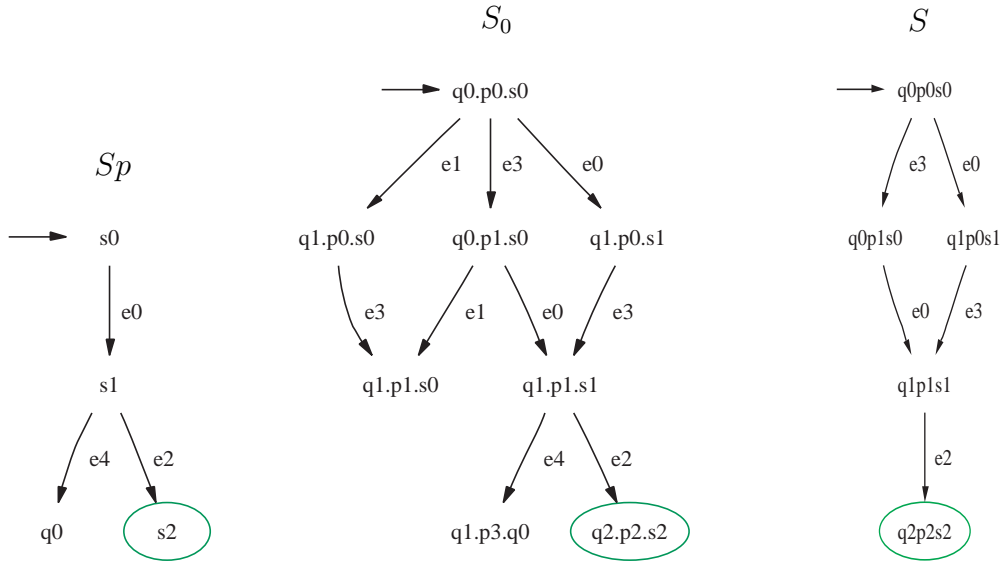 Sp
s0
e0
s1
e4 e2
q0 s2
S0
q0.p0.s0
e1 e3 e0
q1.p0.s0 q0.p1.s0 q1.p0.s1
e3 e1 e0 e3
q1.p1.s0 q1.p1.s1
e4 e2
q1.p3.q0 q2.p2.s2
S
q0p0s0
e3 e0
q0p1s0 q1p0s1
e0 e3
q1p1s1
e2
q2p2s2